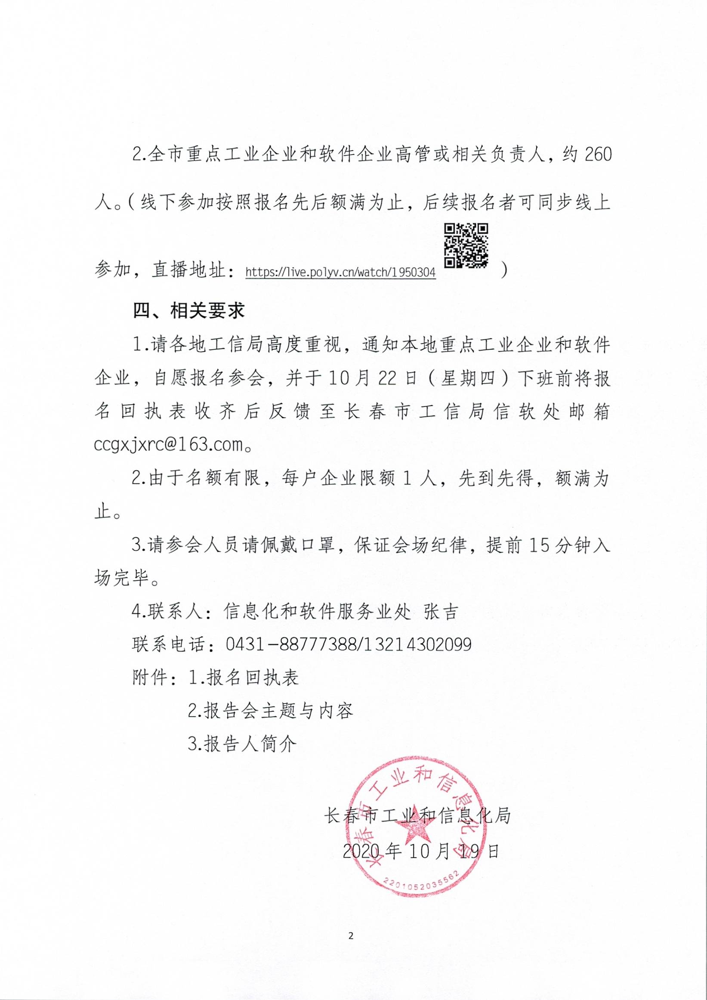 2.全市重点工业企业和软件企业高管或相关负责人，约 260
人。（线下参加按照报名先后额满为止，后续报名者可同步线上
参加，直播地址：https://live.polyv.cn/watch/1950304 ）
四、相关要求
1.请各地工信局高度重视，通知本地重点工业企业和软件
企业，自愿报名参会，并于 10 月 22 日（星期四）下班前将报
名回执表收齐后反馈至长春市工信局信软处邮箱
ccgxjxrc@163.com。
2.由于名额有限，每户企业限额 1 人，先到先得，额满为
止。
3.请参会人员请佩戴口罩，保证会场纪律，提前 15 分钟入
场完毕。
4.联系人：信息化和软件服务业处 张吉
联系电话：0431-88777388/13214302099
附件：1.报名回执表
2.报告会主题与内容
3.报告人简介
长春市工业和信息化局
长春市工业和信息化局
2020 年 10 月 19 日
2201052035562
2